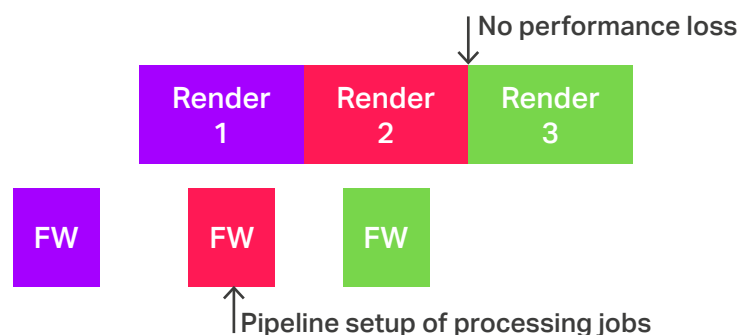 No performance loss
Render
1
Render
2
Render
3
FW
FW
FW
Pipeline setup of processing jobs